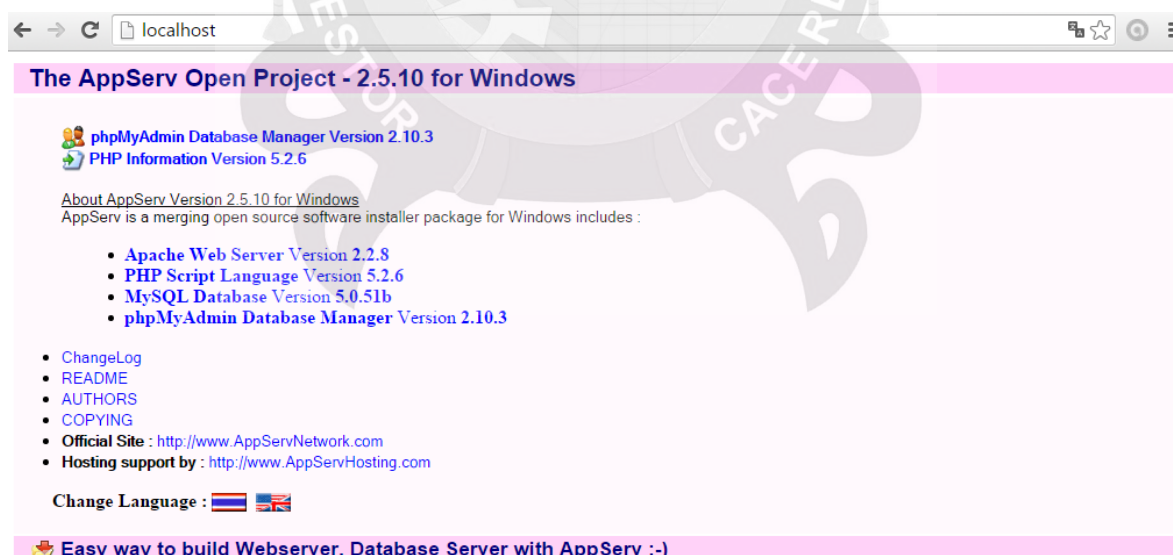 localhost
The AppServ Open Project - 2.5.10 for Windows
phpMyAdmin Database Manager Version 2.10.3
PHP Information Version 5.2.6
About AppServ Version 2.5.10 for Windows
AppServ is a merging open source software installer package for Windows includes :
Apache Web Server Version 2.2.8
PHP Script Language Version 5.2.6
MySQL Database Version 5.0.51b
phpMyAdmin Database Manager Version 2.10.3
ChangeLog
README
AUTHORS
COPYING
Official Site : http://www.AppServNetwork.com
Hosting support by : http://www.AppServHosting.com
Change Language :
Easy way to build Webserver, Database Server with AppServ :-)